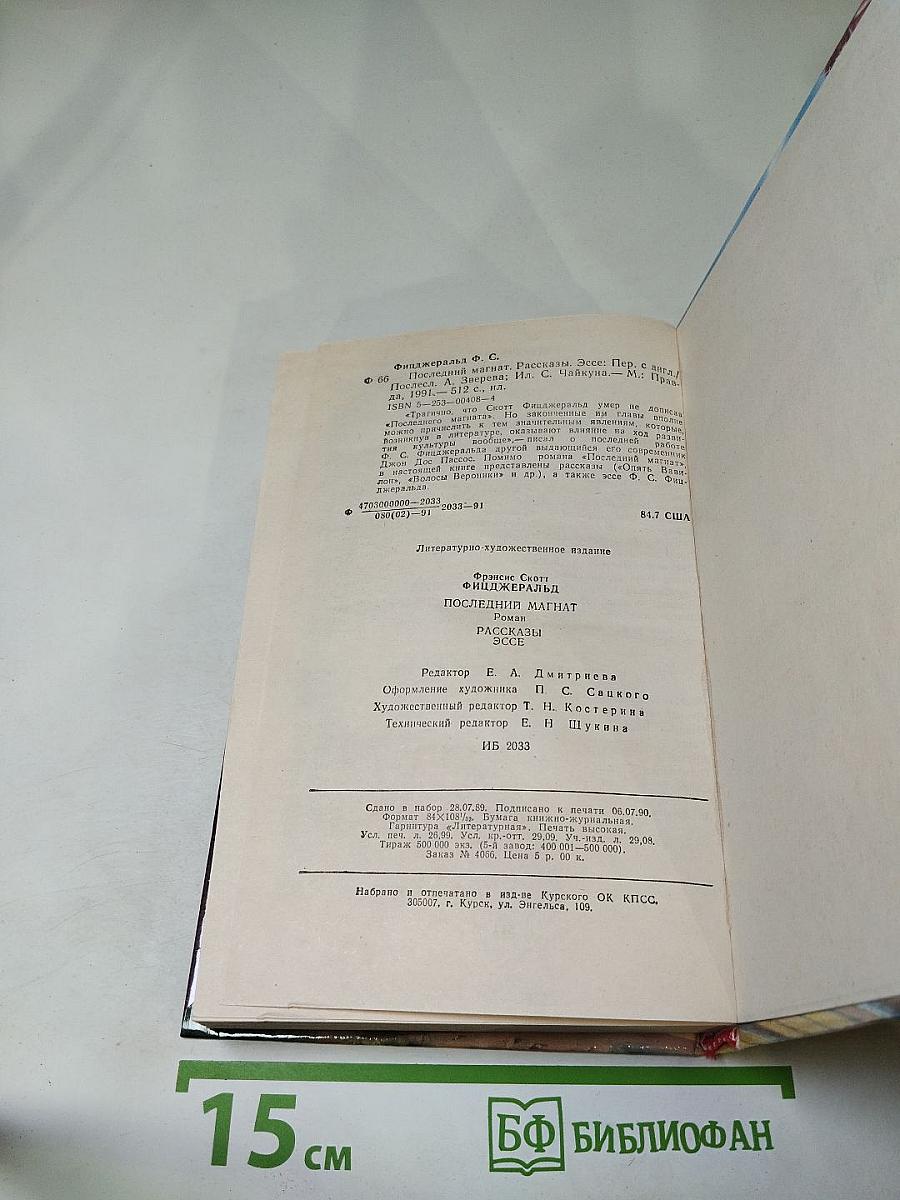 Фицджеральд Ф. С.
Ф 66 Последний магнат. Рассказы. Эссе: Пер. с англ./
Послесл. А. Зверева; Ил. С. Чайкуна.— М.: Прав-
да, 1991.— 512 с., ил.
ISBN 5—253—00408—4
«Трагично, что Скотт Фицджеральд умер не дописав
«Последнего магната». Но законченные им главы вполне
можно причислить к тем значительным явлениям, которые,
возникнув в литературе, оказывают влияние на ход разви-
тия культуры вообще»,— писал о последней работе
Ф. С. Фицджеральда другой выдающийся его современник
Джон Дос Пассос. Помимо романа «Последний магнат»,
в настоящей книге представлены рассказы («Опять Вави-
лон», «Волосы Вероники» и др.), а также эссе Ф. С. Фиц-
джеральда.
Ф 4703000000—2033
080(02)—91 2033—91
84.7 США
Литературно-художественное издание
Фрэнсис Скотт
ФИЦДЖЕРАЛЬД
ПОСЛЕДНИЙ МАГНАТ
Роман
РАССКАЗЫ
ЭССЕ
Редактор Е. А. Дмитриева
Оформление художника П. С. Сацкого
Художественный редактор Т. Н. Костерина
Технический редактор Е. Н Щукина
ИБ 2033
Сдано в набор 28.07.89. Подписано к печати 06.07.90.
Формат 84×108¹/₃₂. Бумага книжно-журнальная.
Гарнитура «Литературная». Печать высокая.
Усл. печ. л. 26,99. Усл. кр.-отт. 29,09. Уч.-изд. л. 29,08.
Тираж 500 000 экз. (5-й завод: 400 001—500 000).
Заказ № 4066. Цена 5 р. 00 к.
Набрано и отпечатано в изд-ве Курского ОК КПСС,
305007, г. Курск, ул. Энгельса, 109.
15 см
БФ БИБЛИОФАН